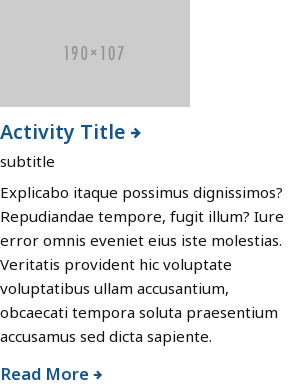 190×107
Activity Title →
subtitle
Explicabo itaque possimus dignissimos?
Repudiandae tempore, fugit illum? Iure
error omnis eveniet eius iste molestias.
Veritatis provident hic voluptate
voluptatibus ullam accusantium,
obcaecati tempora soluta praesentium
accusamus sed dicta sapiente.
Read More →